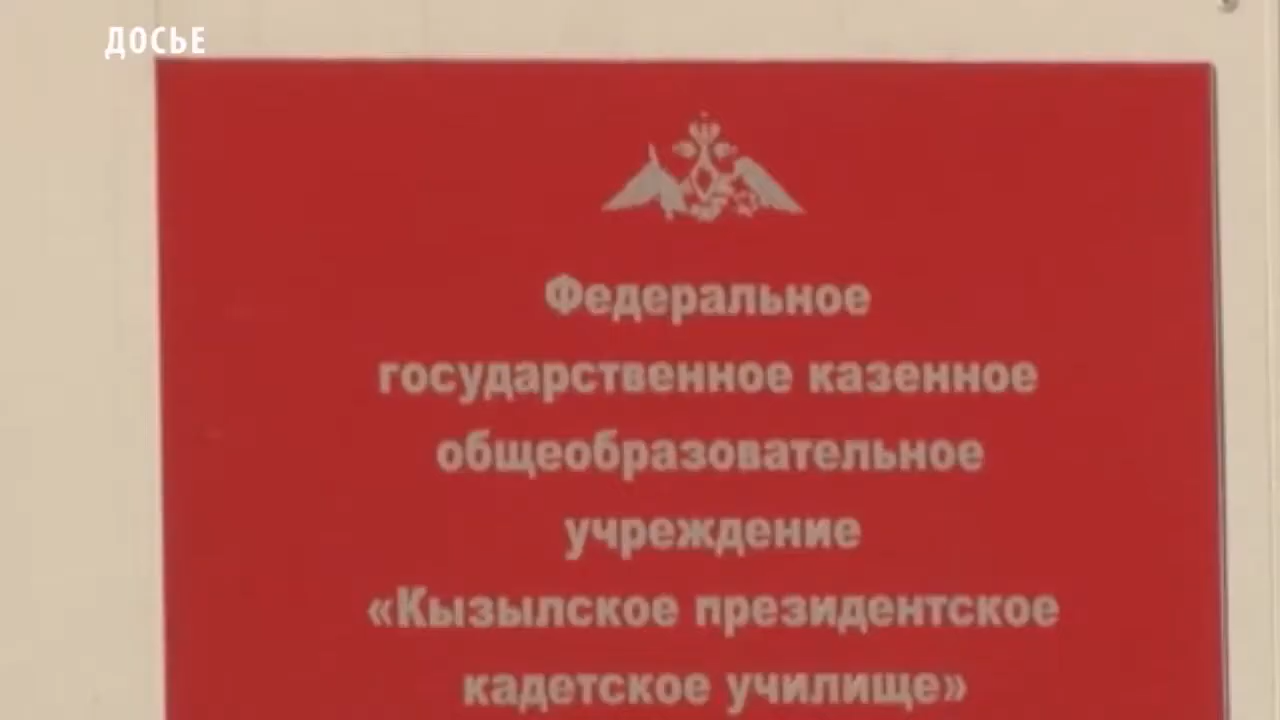 ДОСЬЕ
Федеральное
государственное казенное
общеобразовательное
учреждение
«Кызылское президентское
кадетское училище»